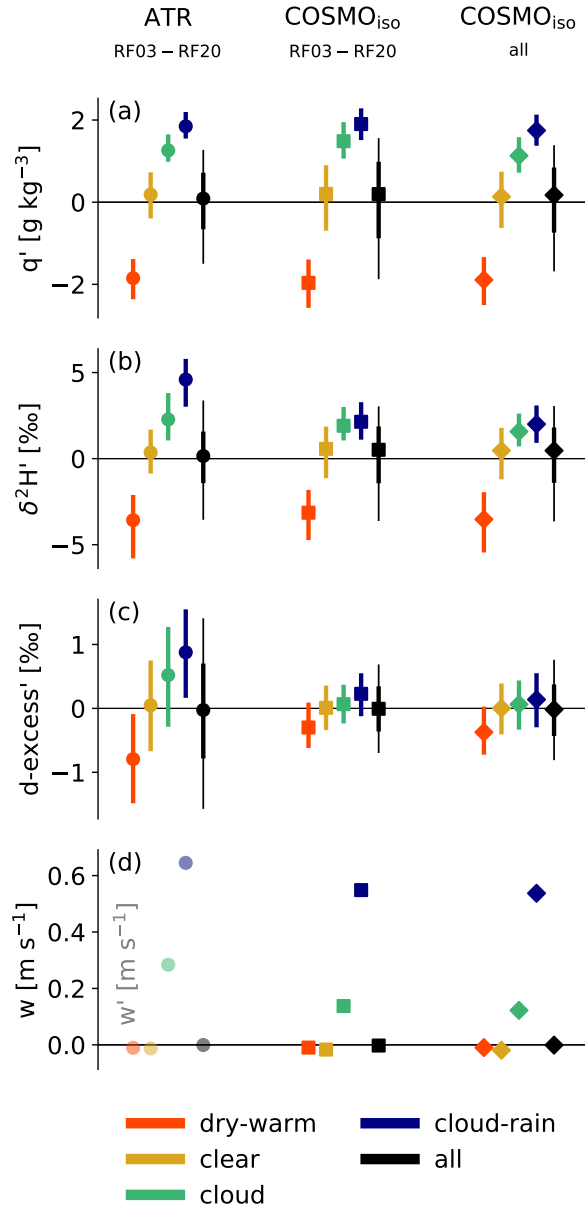 ATR COSMOiso COSMOiso
RF03 − RF20 RF03 − RF20 all
(a)
q' [g kg⁻³]
2
0
−2
(b)
δ²H' [‰]
5
0
−5
(c)
d-excess' [‰]
1
0
−1
(d)
w [m s⁻¹]
w' [m s⁻¹]
0.6
0.4
0.2
0.0
dry-warm cloud-rain
clear all
cloud